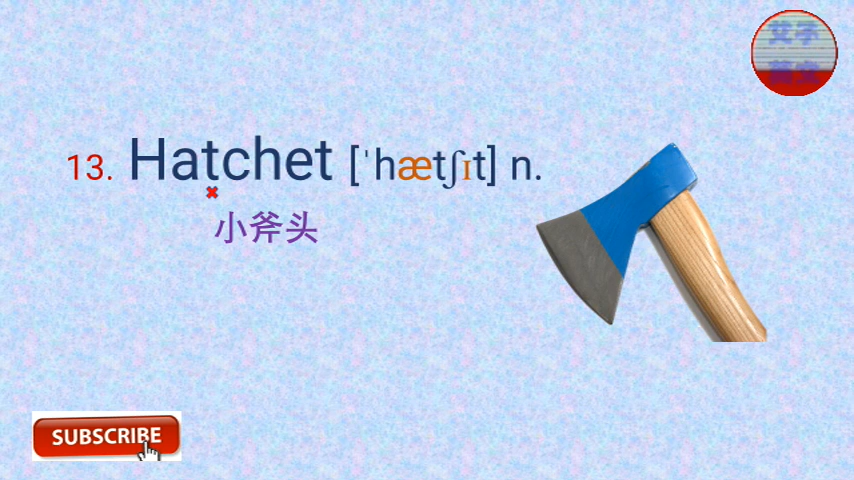 13. Hatchet [ˈhætʃɪt] n.
小斧头
SUBSCRIBE